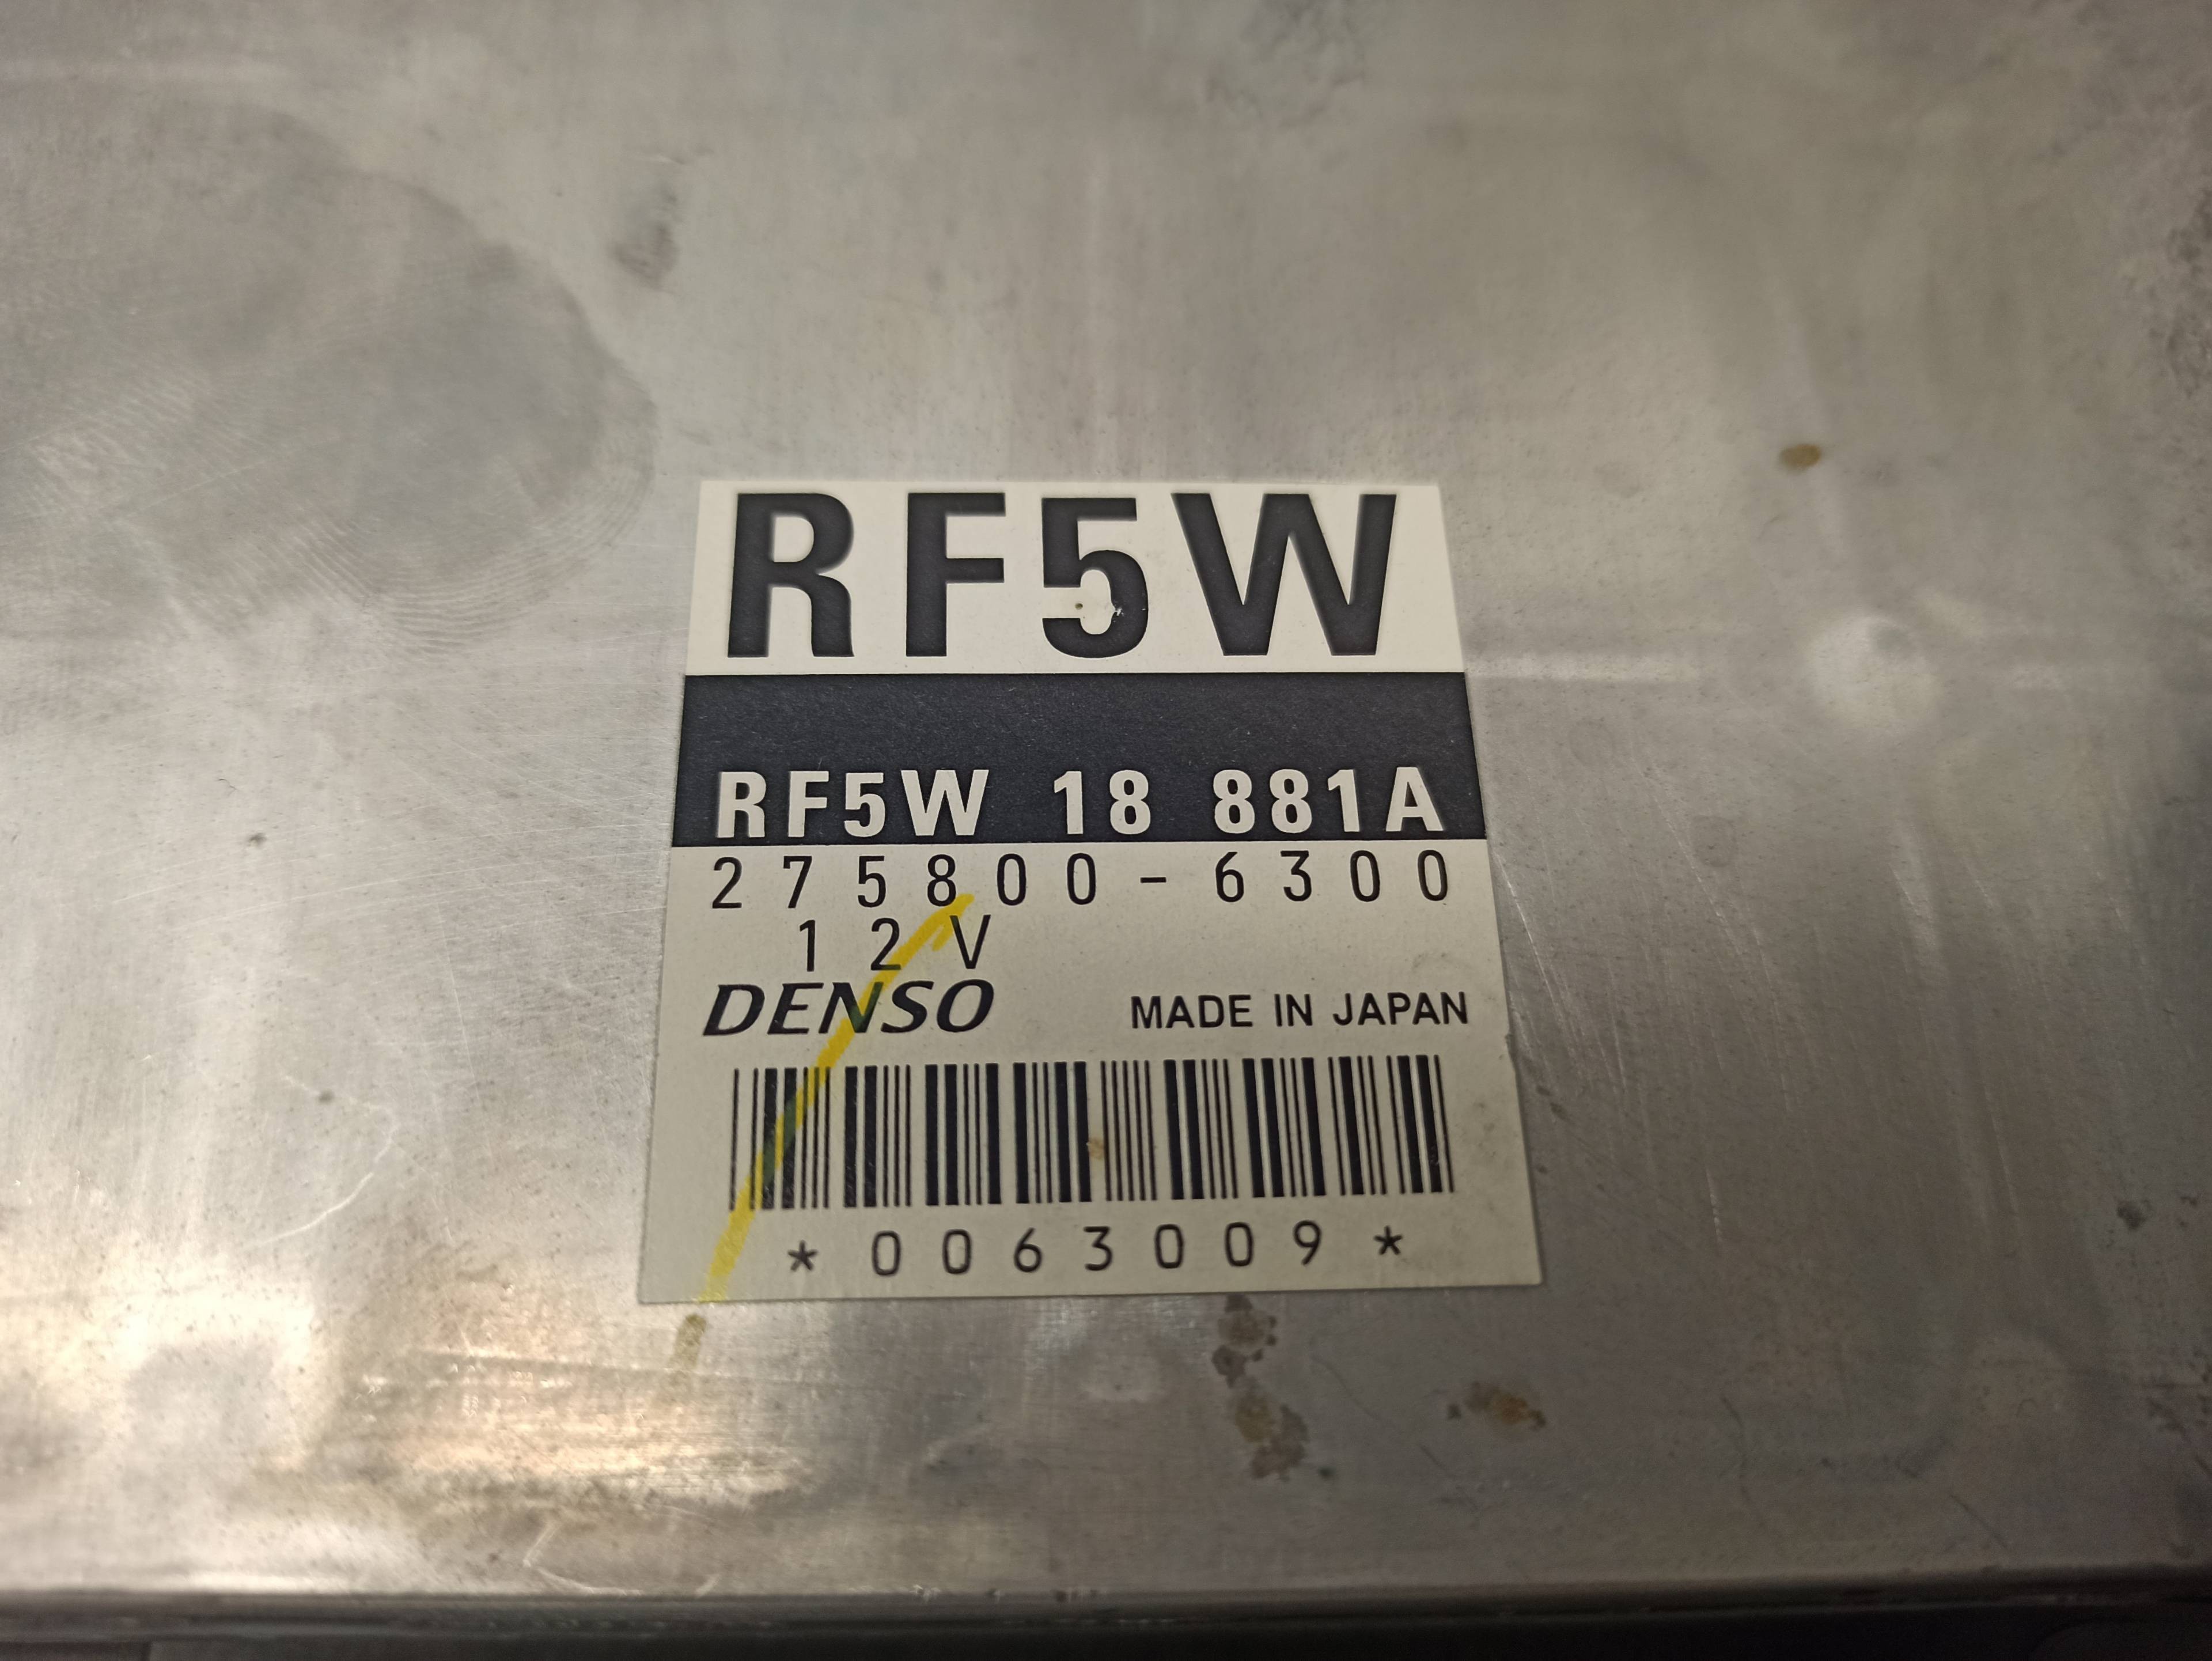 RF5W
RF5W 18 881A
275800-6300
12V
DENSO MADE IN JAPAN
*0063009*